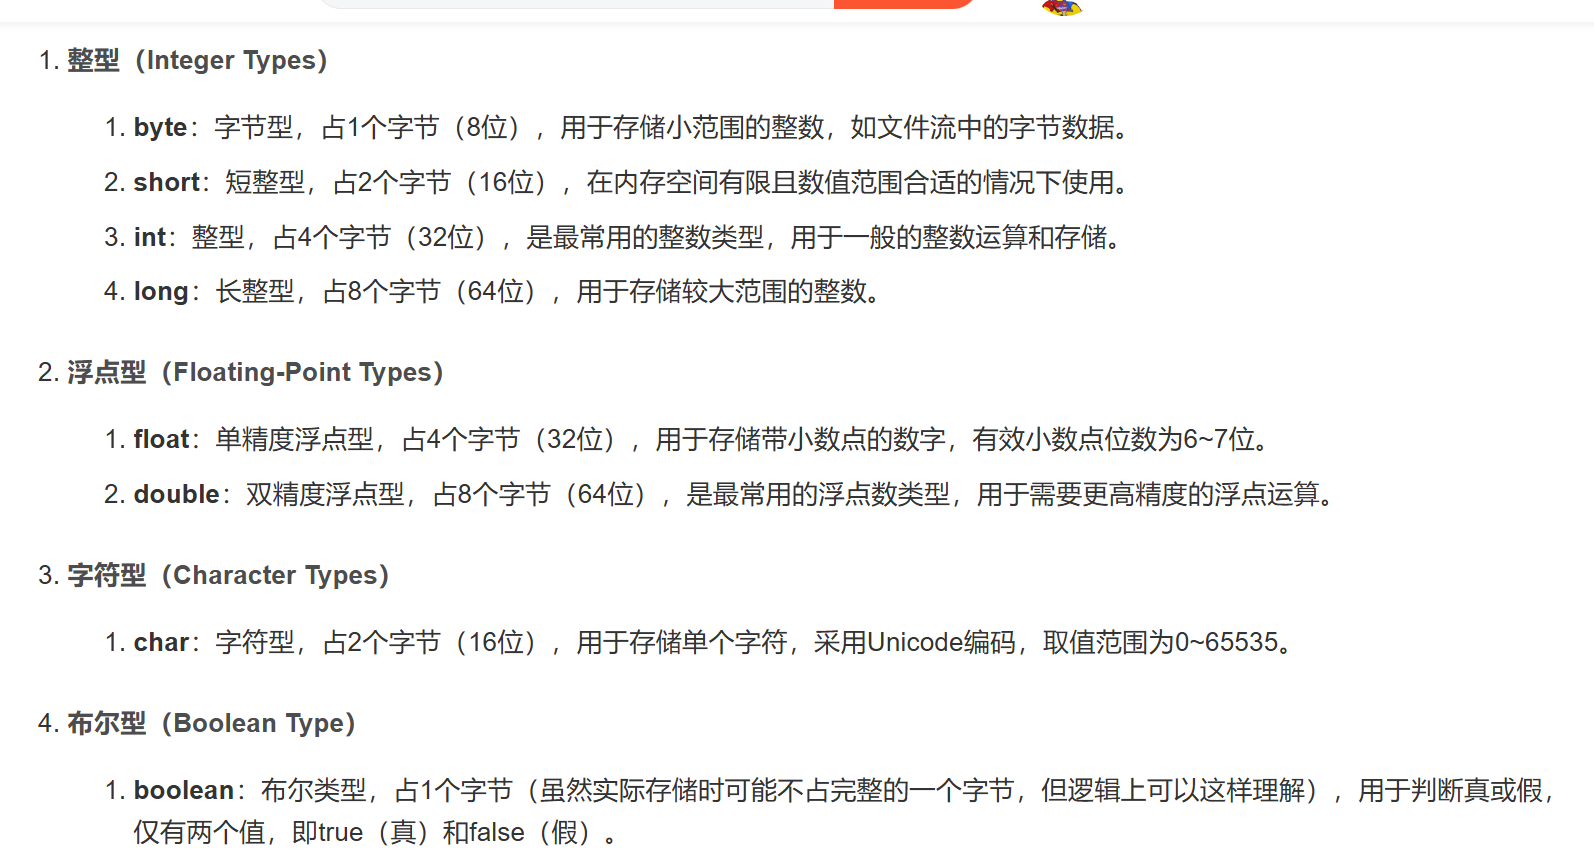 1. 整型（Integer Types）
1. byte：字节型，占1个字节（8位），用于存储小范围的整数，如文件流中的字节数据。
2. short：短整型，占2个字节（16位），在内存空间有限且数值范围合适的情况下使用。
3. int：整型，占4个字节（32位），是最常用的整数类型，用于一般的整数运算和存储。
4. long：长整型，占8个字节（64位），用于存储较大范围的整数。
2. 浮点型（Floating-Point Types）
1. float：单精度浮点型，占4个字节（32位），用于存储带小数点的数字，有效小数点位数为6~7位。
2. double：双精度浮点型，占8个字节（64位），是最常用的浮点数类型，用于需要更高精度的浮点运算。
3. 字符型（Character Types）
1. char：字符型，占2个字节（16位），用于存储单个字符，采用Unicode编码，取值范围为0~65535。
4. 布尔型（Boolean Type）
1. boolean：布尔类型，占1个字节（虽然实际存储时可能不占完整的一个字节，但逻辑上可以这样理解），用于判断真或假，
仅有两个值，即true（真）和false（假）。